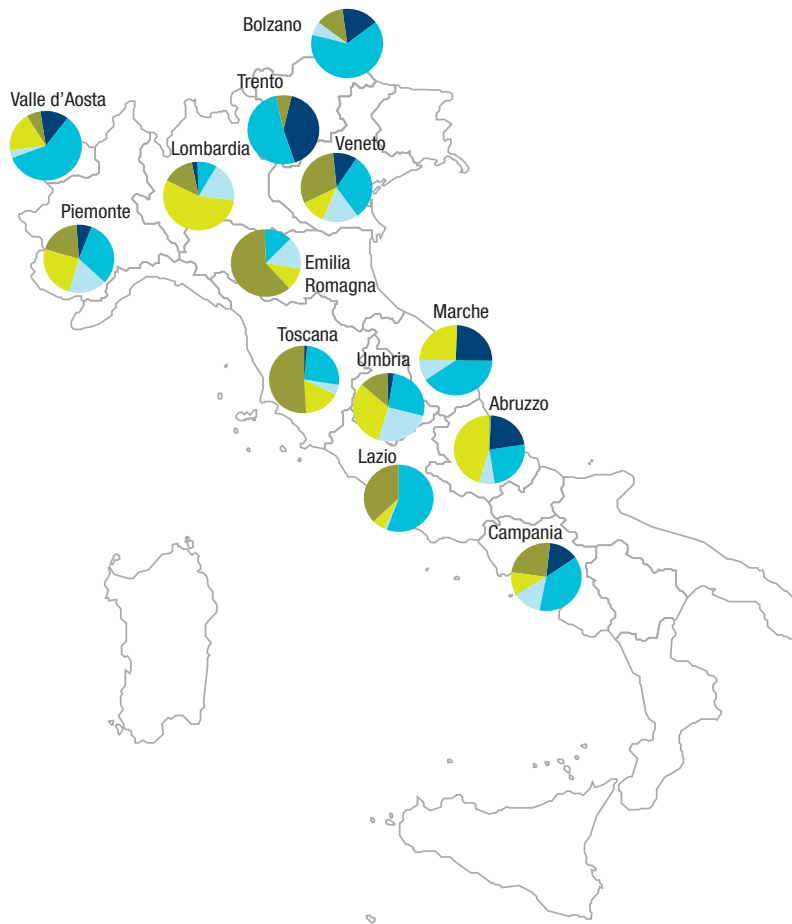 Bolzano
Trento
Valle d'Aosta
Veneto
Lombardia
Piemonte
Emilia
Romagna
Marche
Toscana
Umbria
Abruzzo
Lazio
Campania